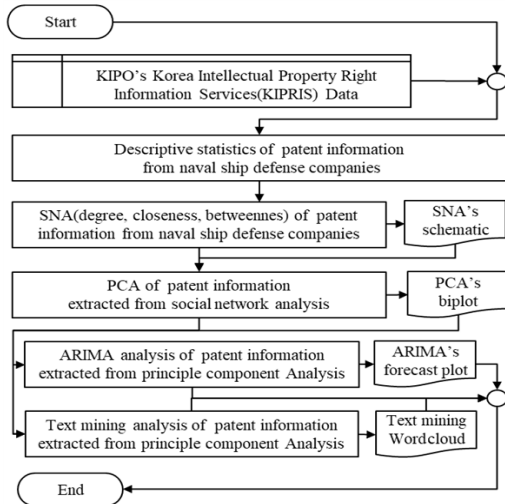 Start
KIPO's Korea Intellectual Property Right
Information Services(KIPRIS) Data
Descriptive statistics of patent information
from naval ship defense companies
SNA(degree, closeness, betweennes) of patent
information from naval ship defense companies
SNA's
schematic
PCA of patent information
extracted from social network analysis
PCA's
biplot
ARIMA analysis of patent information
extracted from principle component Analysis
ARIMA's
forecast plot
Text mining analysis of patent information
extracted from principle component Analysis
Text mining
Wordcloud
End